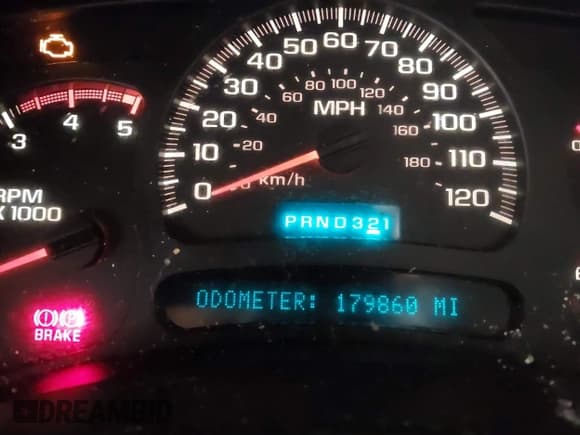 0 10 20 30 40 50 60 70 80 90 100 110 120
20 40 60 80 100 120 140 160 180
MPH
km/h
3 4 5
RPM
X 1000
PRND321
ODOMETER: 179860 MI
BRAKE
DREAMBID